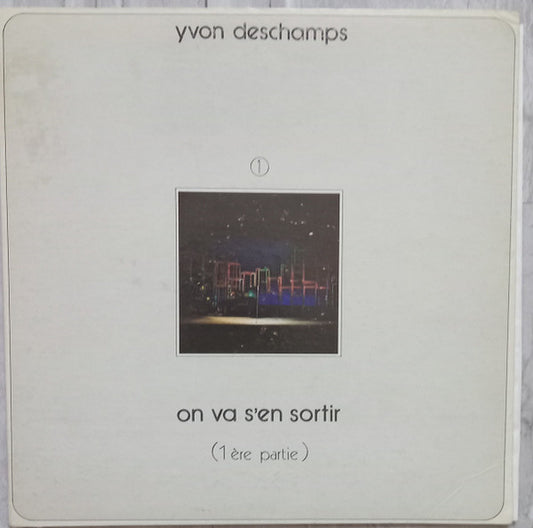 yvon deschamps
1
on va s'en sortir
(1ère partie)